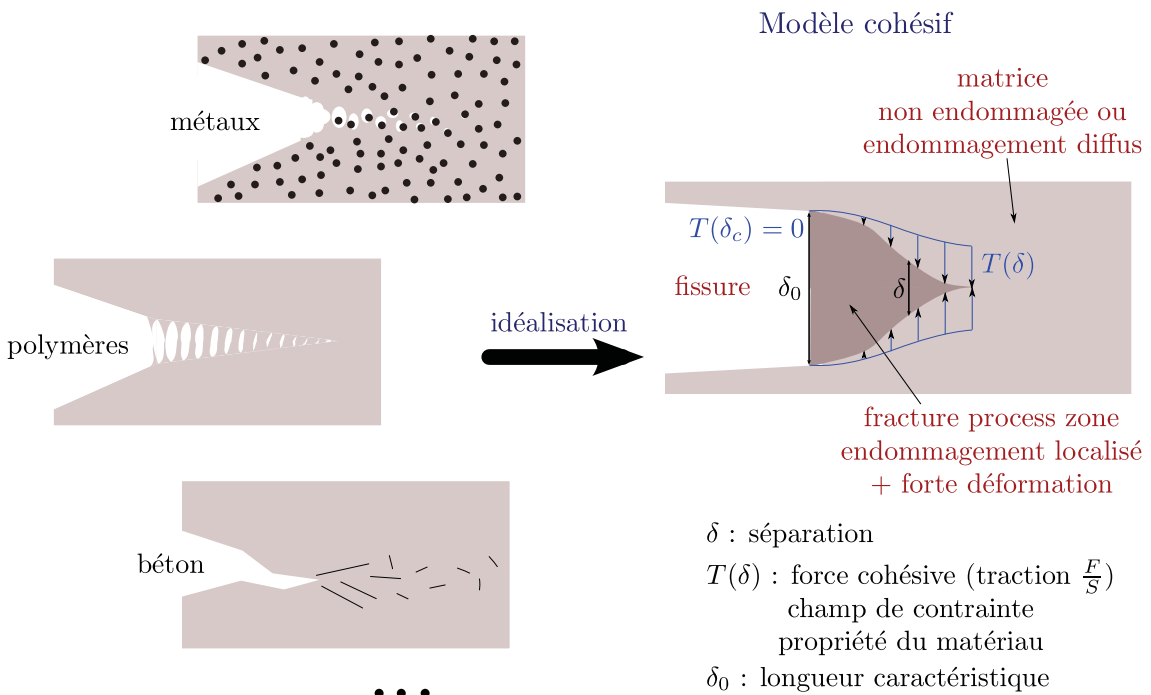 Modèle cohésif
métaux
matrice
non endommagée ou
endommagement diffus
T(δc) = 0
T(δ)
fissure
δ0
δ
polymères
idéalisation
fracture process zone
endommagement localisé
+ forte déformation
béton
δ : séparation
T(δ) : force cohésive (traction F/S)
champ de contrainte
propriété du matériau
δ0 : longueur caractéristique